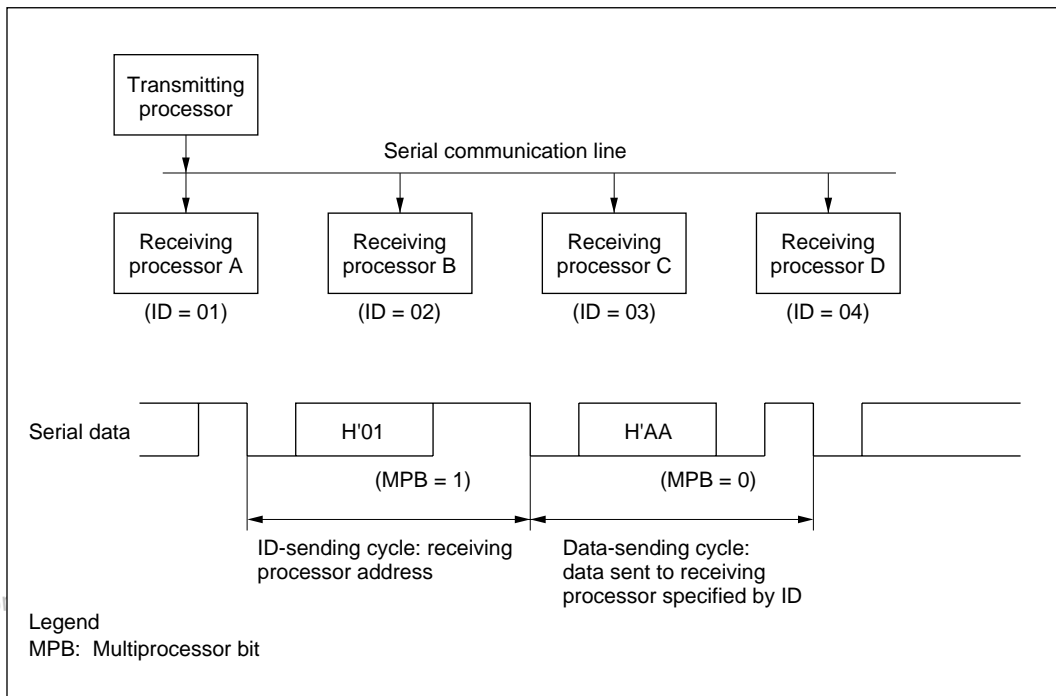 Transmitting
processor
Serial communication line
Receiving
processor A
Receiving
processor B
Receiving
processor C
Receiving
processor D
(ID = 01)
(ID = 02)
(ID = 03)
(ID = 04)
Serial data
H'01
H'AA
(MPB = 1)
(MPB = 0)
ID-sending cycle: receiving
processor address
Data-sending cycle:
data sent to receiving
processor specified by ID
Legend
MPB: Multiprocessor bit